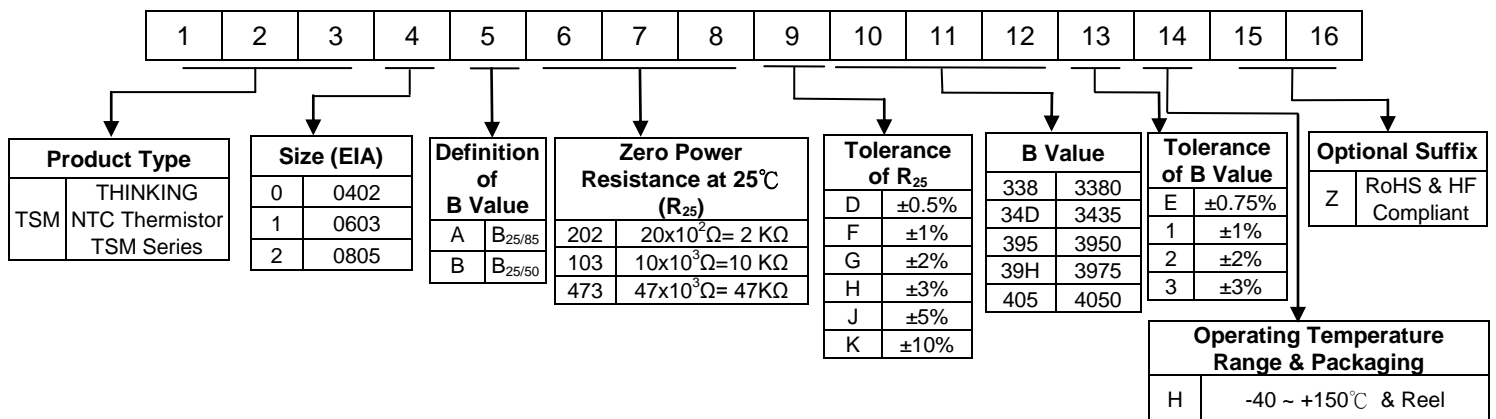 1 2 3 4 5 6 7 8 9 10 11 12 13 14 15 16
Product Type
TSM THINKING
NTC Thermistor
TSM Series
Size (EIA)
0 0402
1 0603
2 0805
Definition
of
B Value
A B25/85
B B25/50
Zero Power
Resistance at 25℃
(R25)
202 20x10²Ω= 2 KΩ
103 10x10³Ω=10 KΩ
473 47x10³Ω= 47KΩ
Tolerance
of R25
D ±0.5%
F ±1%
G ±2%
H ±3%
J ±5%
K ±10%
B Value
338 3380
34D 3435
395 3950
39H 3975
405 4050
Tolerance
of B Value
E ±0.75%
1 ±1%
2 ±2%
3 ±3%
Optional Suffix
Z RoHS & HF
Compliant
Operating Temperature
Range & Packaging
H -40 ~ +150℃ & Reel